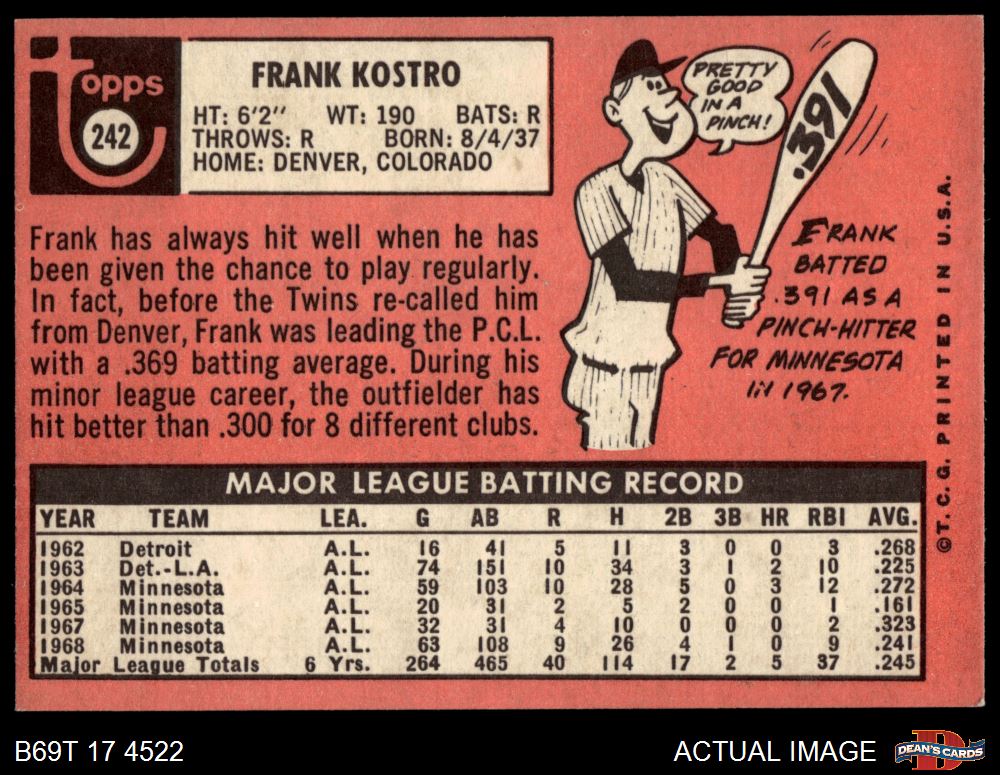 topps
242
FRANK KOSTRO
HT: 6'2" WT: 190 BATS: R
THROWS: R BORN: 8/4/37
HOME: DENVER, COLORADO
Frank has always hit well when he has
been given the chance to play regularly.
In fact, before the Twins re-called him
from Denver, Frank was leading the P.C.L.
with a .369 batting average. During his
minor league career, the outfielder has
hit better than .300 for 8 different clubs.
PRETTY
GOOD
IN A
PINCH!
.391
FRANK
BATTED
.391 AS A
PINCH-HITTER
FOR MINNESOTA
IN 1967.
©T. C. G. PRINTED IN U.S.A.
MAJOR LEAGUE BATTING RECORD
YEAR TEAM LEA. G AB R H 2B 3B HR RBI AVG.
1962 Detroit A.L. 16 41 5 11 3 0 0 3 .268
1963 Det.-L.A. A.L. 74 151 10 34 3 1 2 10 .225
1964 Minnesota A.L. 59 103 10 28 5 0 3 12 .272
1965 Minnesota A.L. 20 31 2 5 2 0 0 1 .161
1967 Minnesota A.L. 32 31 4 10 0 0 0 2 .323
1968 Minnesota A.L. 63 108 9 26 4 1 0 9 .241
Major League Totals 6 Yrs. 264 465 40 114 17 2 5 37 .245
B69T 17 4522
ACTUAL IMAGE
D
DEAN'S CARDS